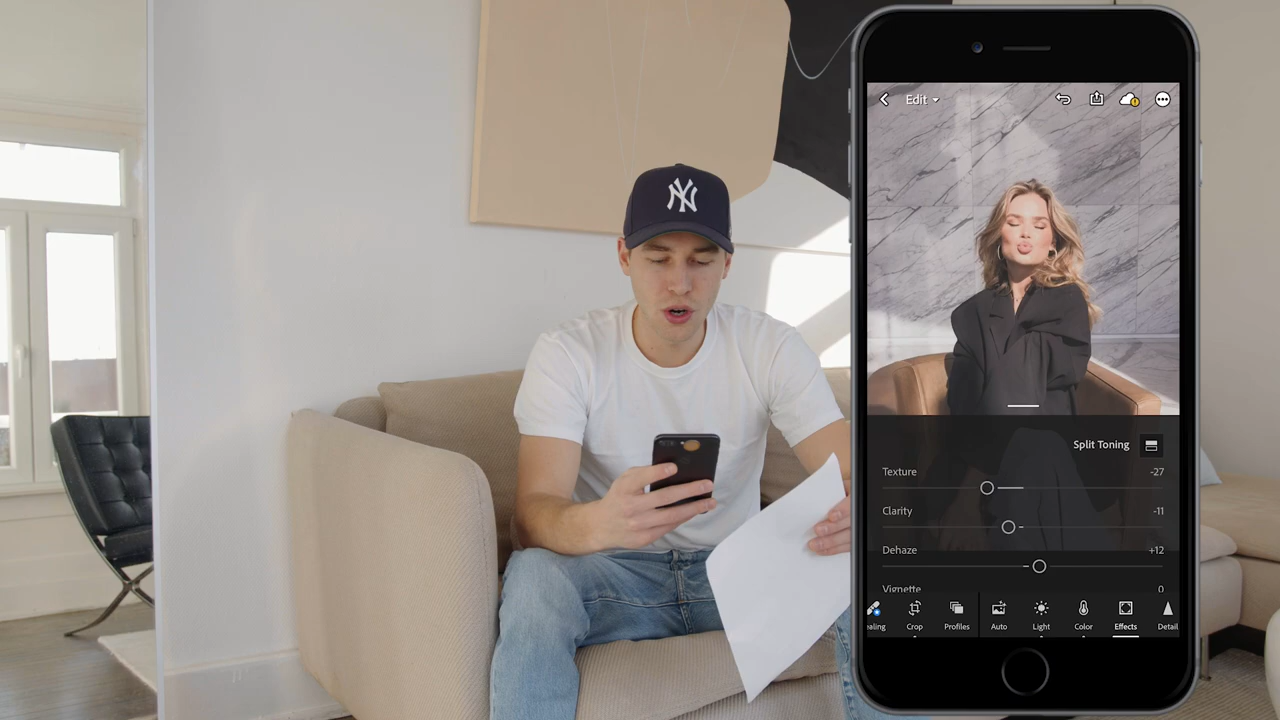 NY
Edit
Split Toning
Texture -27
Clarity -11
Dehaze +12
Vignette 0
ealing Crop Profiles Auto Light Color Effects Detail